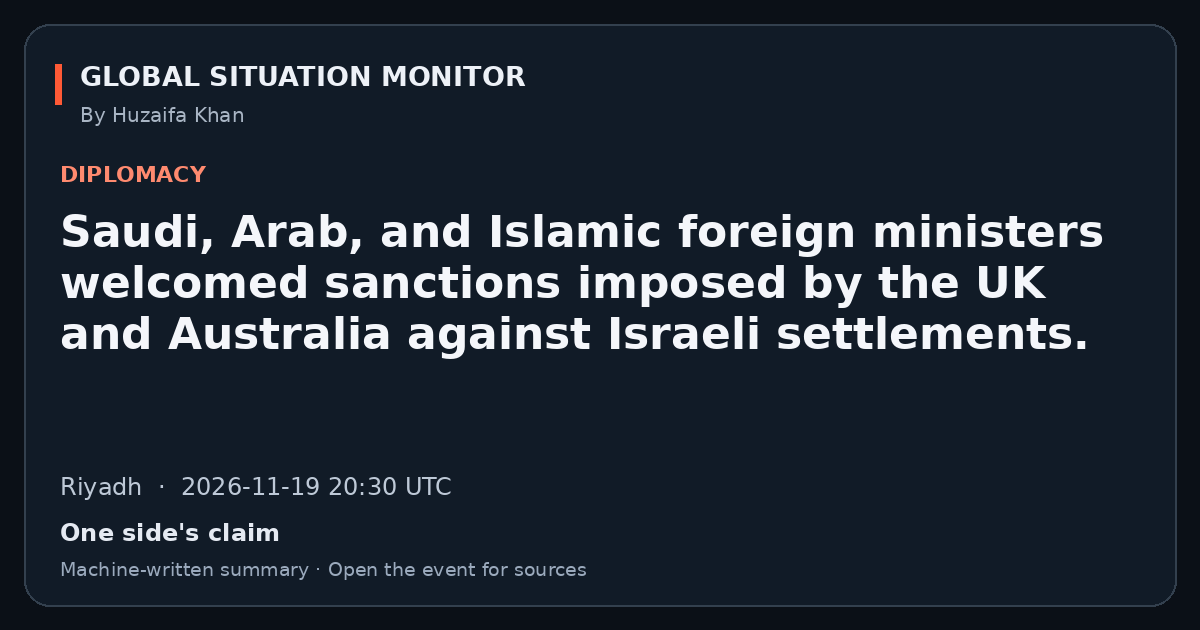 GLOBAL SITUATION MONITOR
By Huzaifa Khan
DIPLOMACY
Saudi, Arab, and Islamic foreign ministers
welcomed sanctions imposed by the UK
and Australia against Israeli settlements.
Riyadh · 2026-11-19 20:30 UTC
One side's claim
Machine-written summary · Open the event for sources